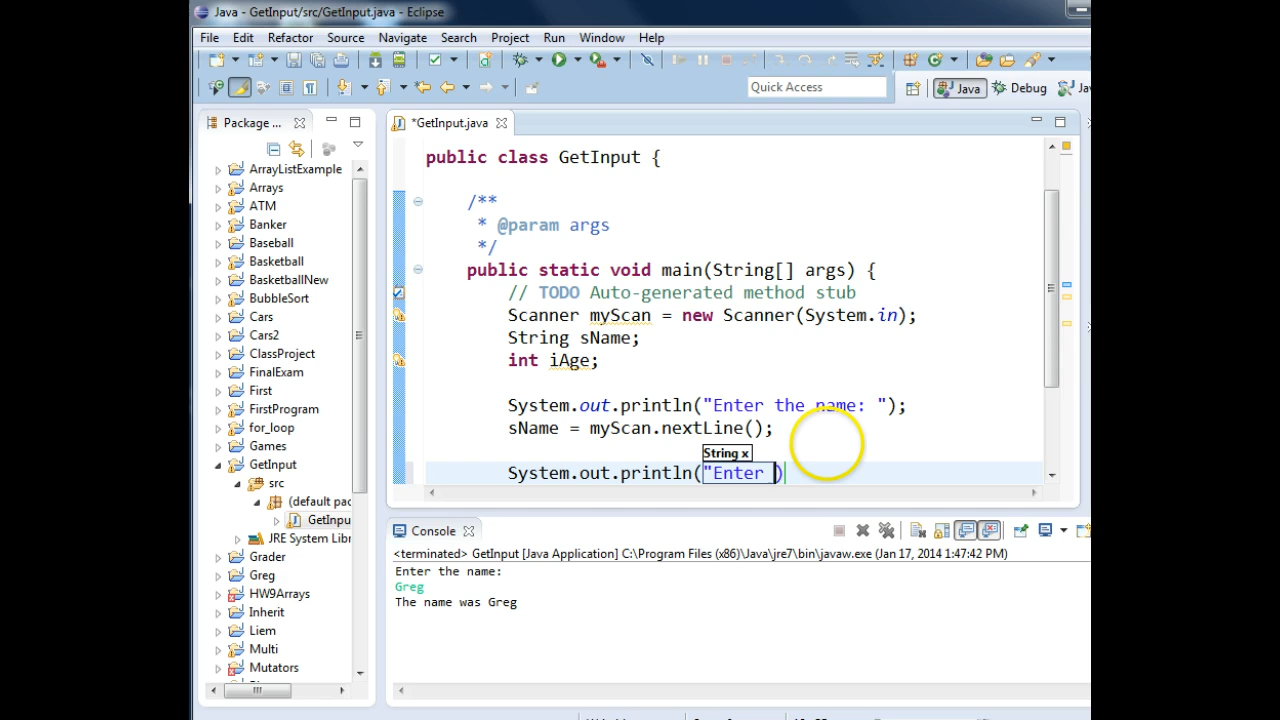 Java - GetInput/src/GetInput.java - Eclipse
File Edit Refactor Source Navigate Search Project Run Window Help
Quick Access
Java
Debug
Package ...
ArrayListExample
Arrays
ATM
Banker
Baseball
Basketball
BasketballNew
BubbleSort
Cars
Cars2
ClassProject
FinalExam
First
FirstProgram
for_loop
Games
GetInput
src
(default pac
GetInpu
JRE System Libr
Grader
Greg
HW9Arrays
Inherit
Liem
Multi
Mutators
*GetInput.java
public class GetInput {
/**
* @param args
*/
public static void main(String[] args) {
// TODO Auto-generated method stub
Scanner myScan = new Scanner(System.in);
String sName;
int iAge;
System.out.println("Enter the name: ");
sName = myScan.nextLine();
String x
System.out.println("Enter )
Console
<terminated> GetInput [Java Application] C:\Program Files (x86)\Java\jre7\bin\javaw.exe (Jan 17, 2014 1:47:42 PM)
Enter the name:
Greg
The name was Greg